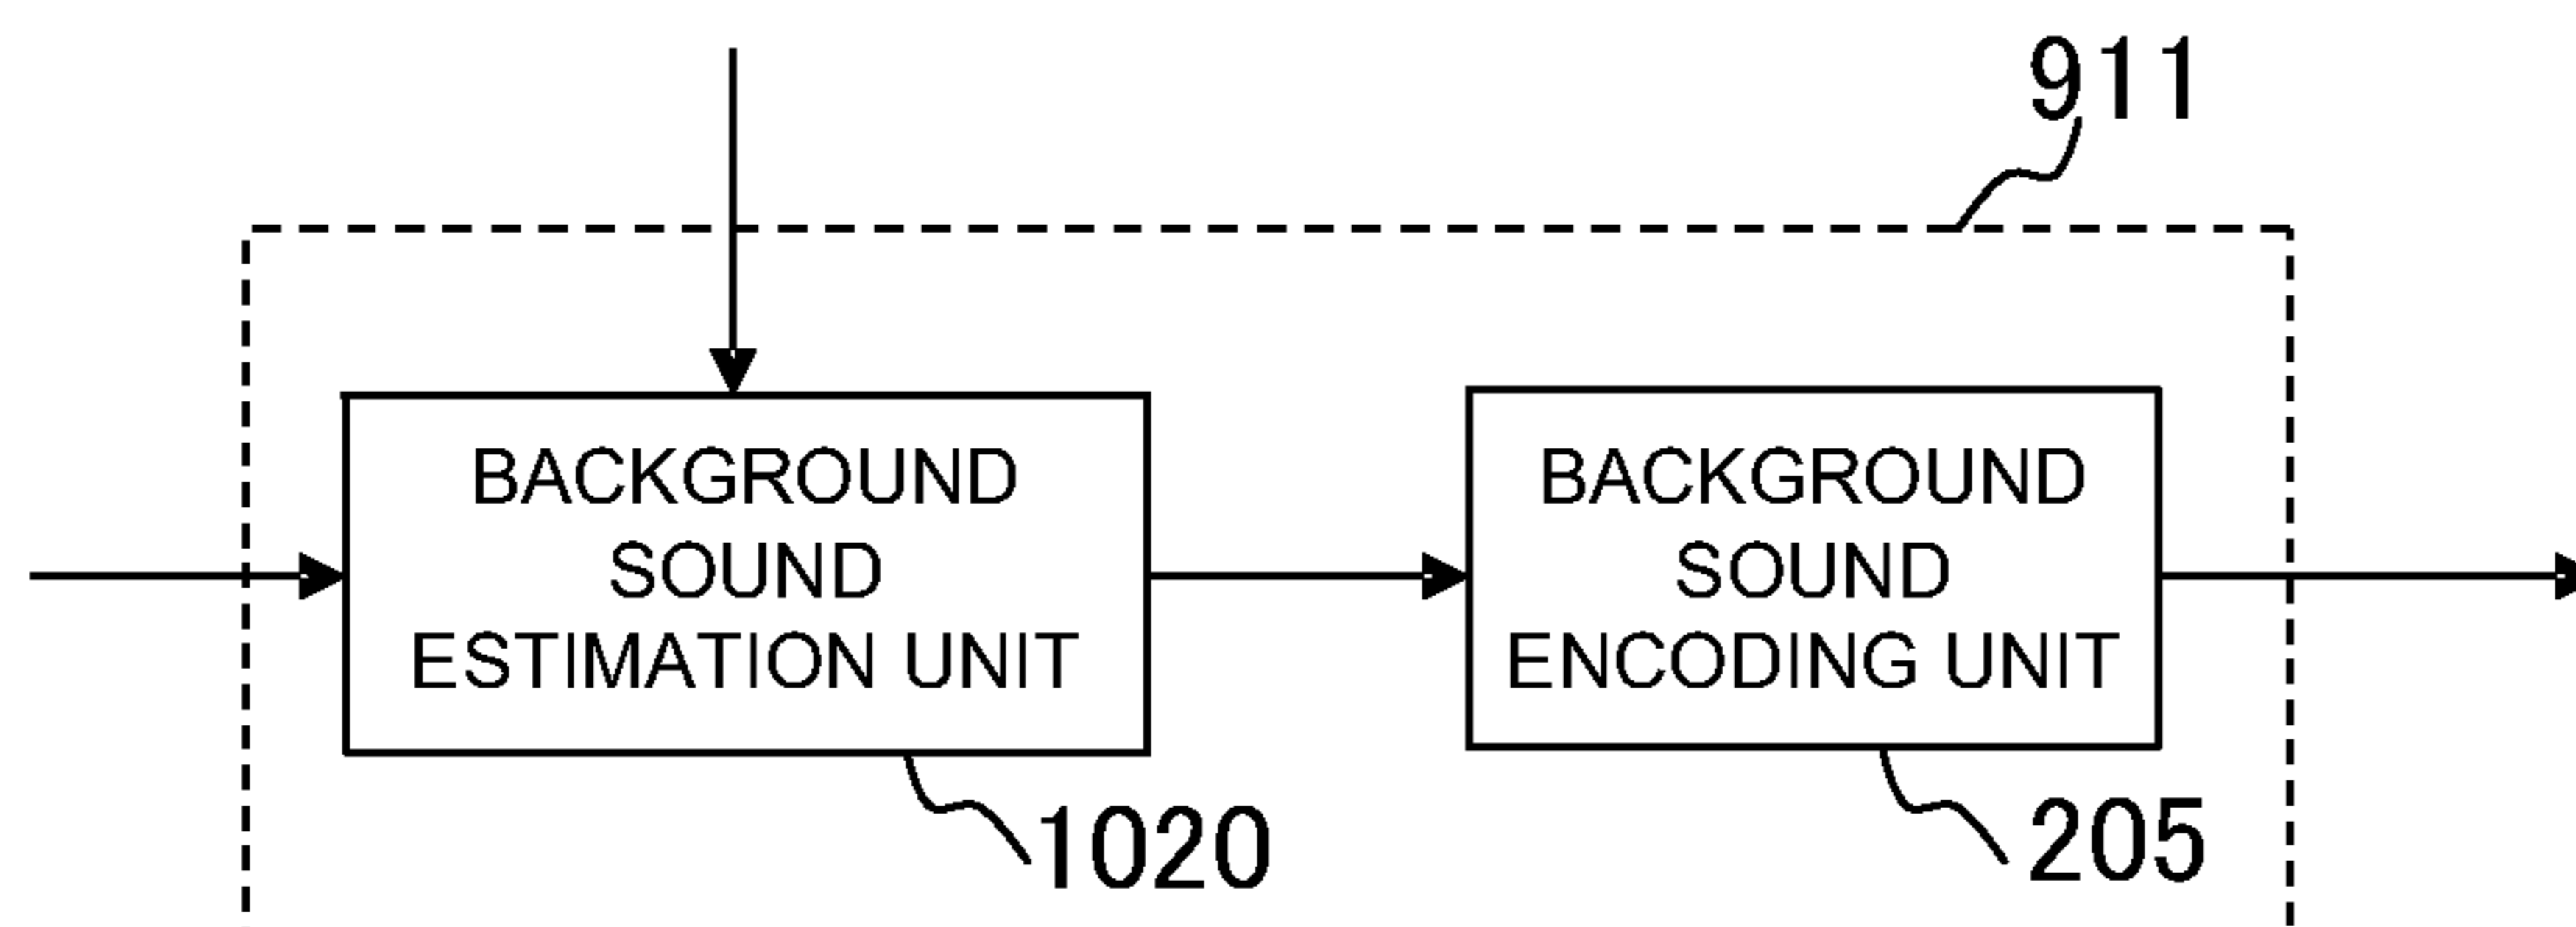 911
BACKGROUND
SOUND
ESTIMATION UNIT
BACKGROUND
SOUND
ENCODING UNIT
1020
205